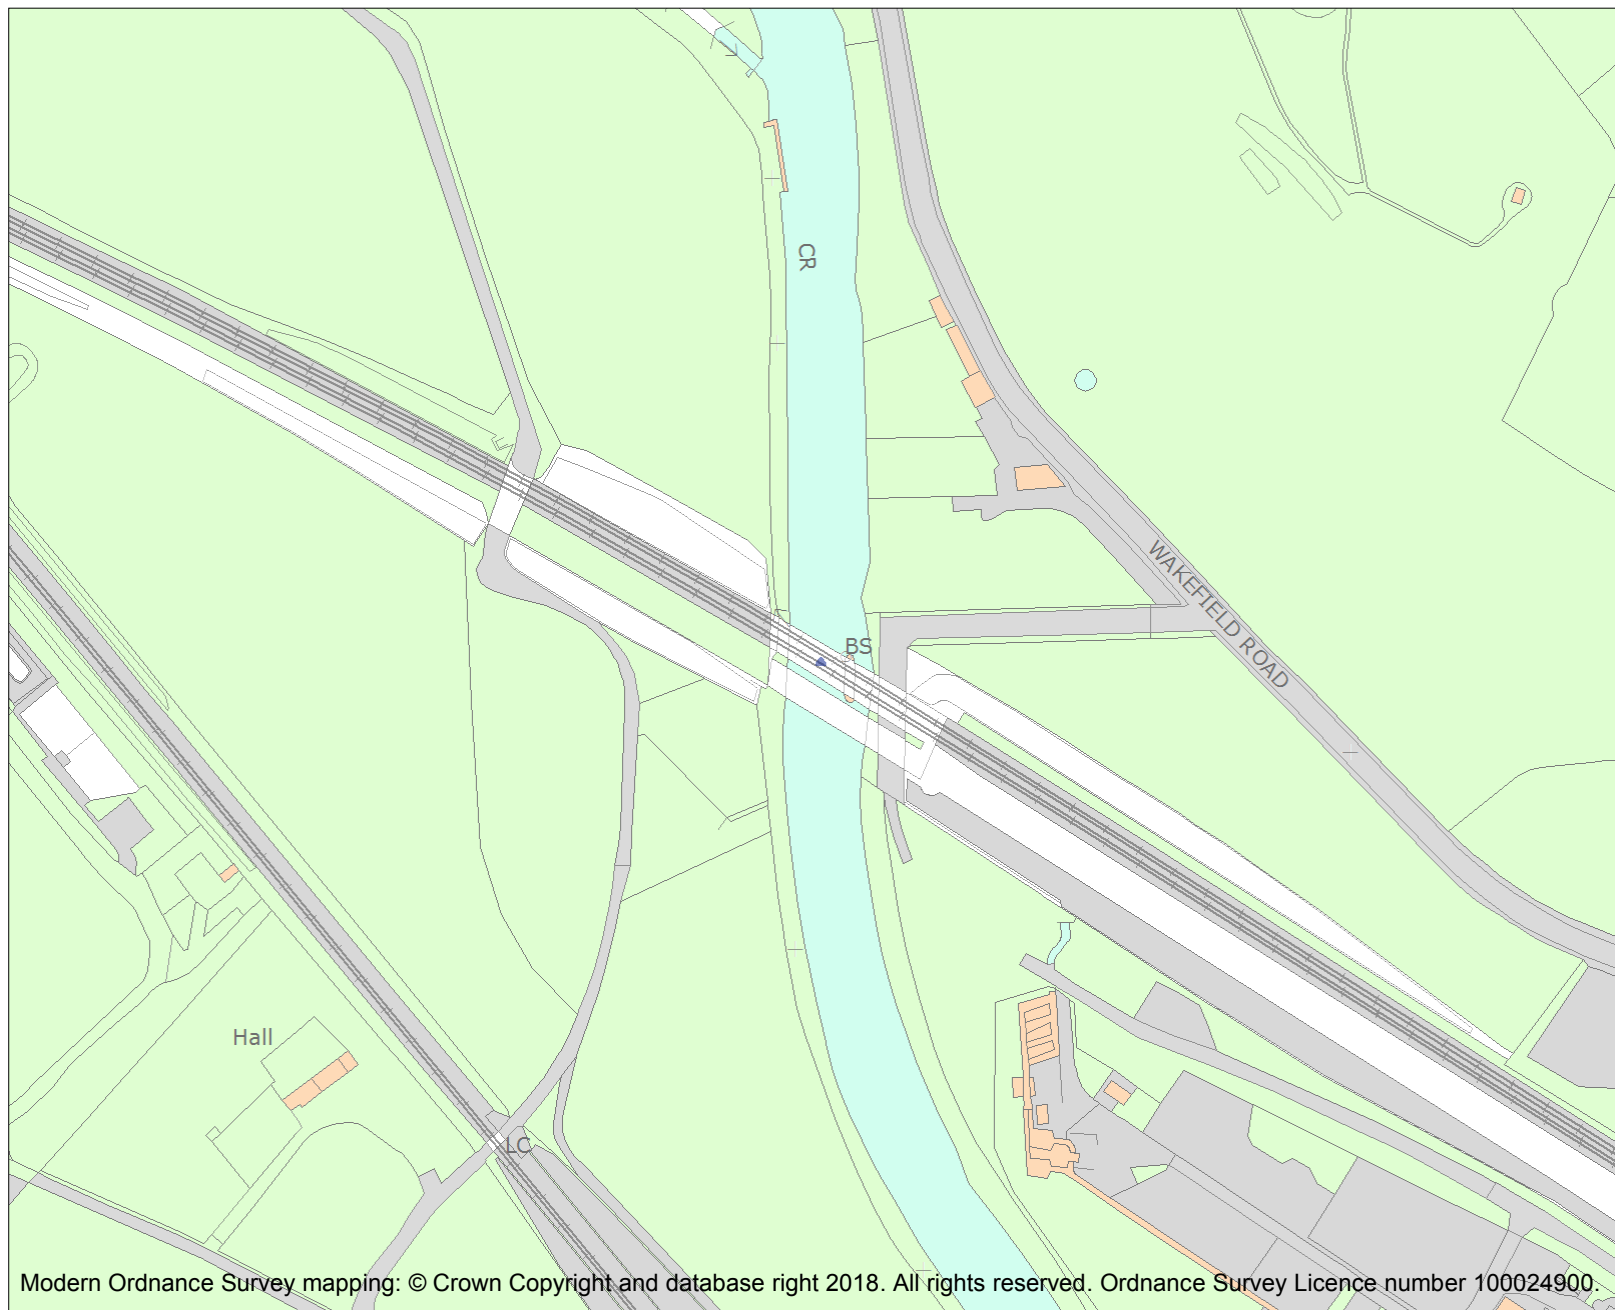 CR
BS
WAKEFIELD ROAD
Hall
LC
Modern Ordnance Survey mapping: © Crown Copyright and database right 2018. All rights reserved. Ordnance Survey Licence number 100024900.